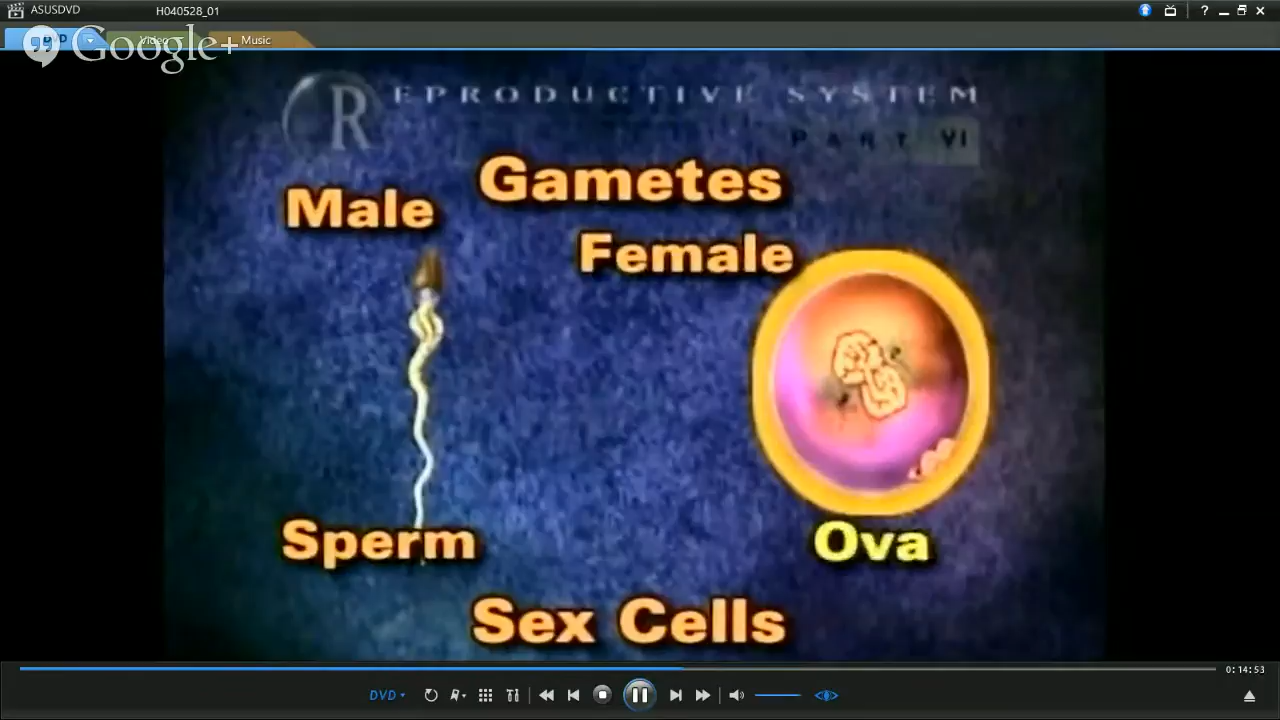 ASUSDVD
H040528_01
?
DVD
Video
Music
Google+
REPRODUCTIVE SYSTEM
PART VI
Gametes
Male
Female
Sperm
Ova
Sex Cells
0:14:53
DVD